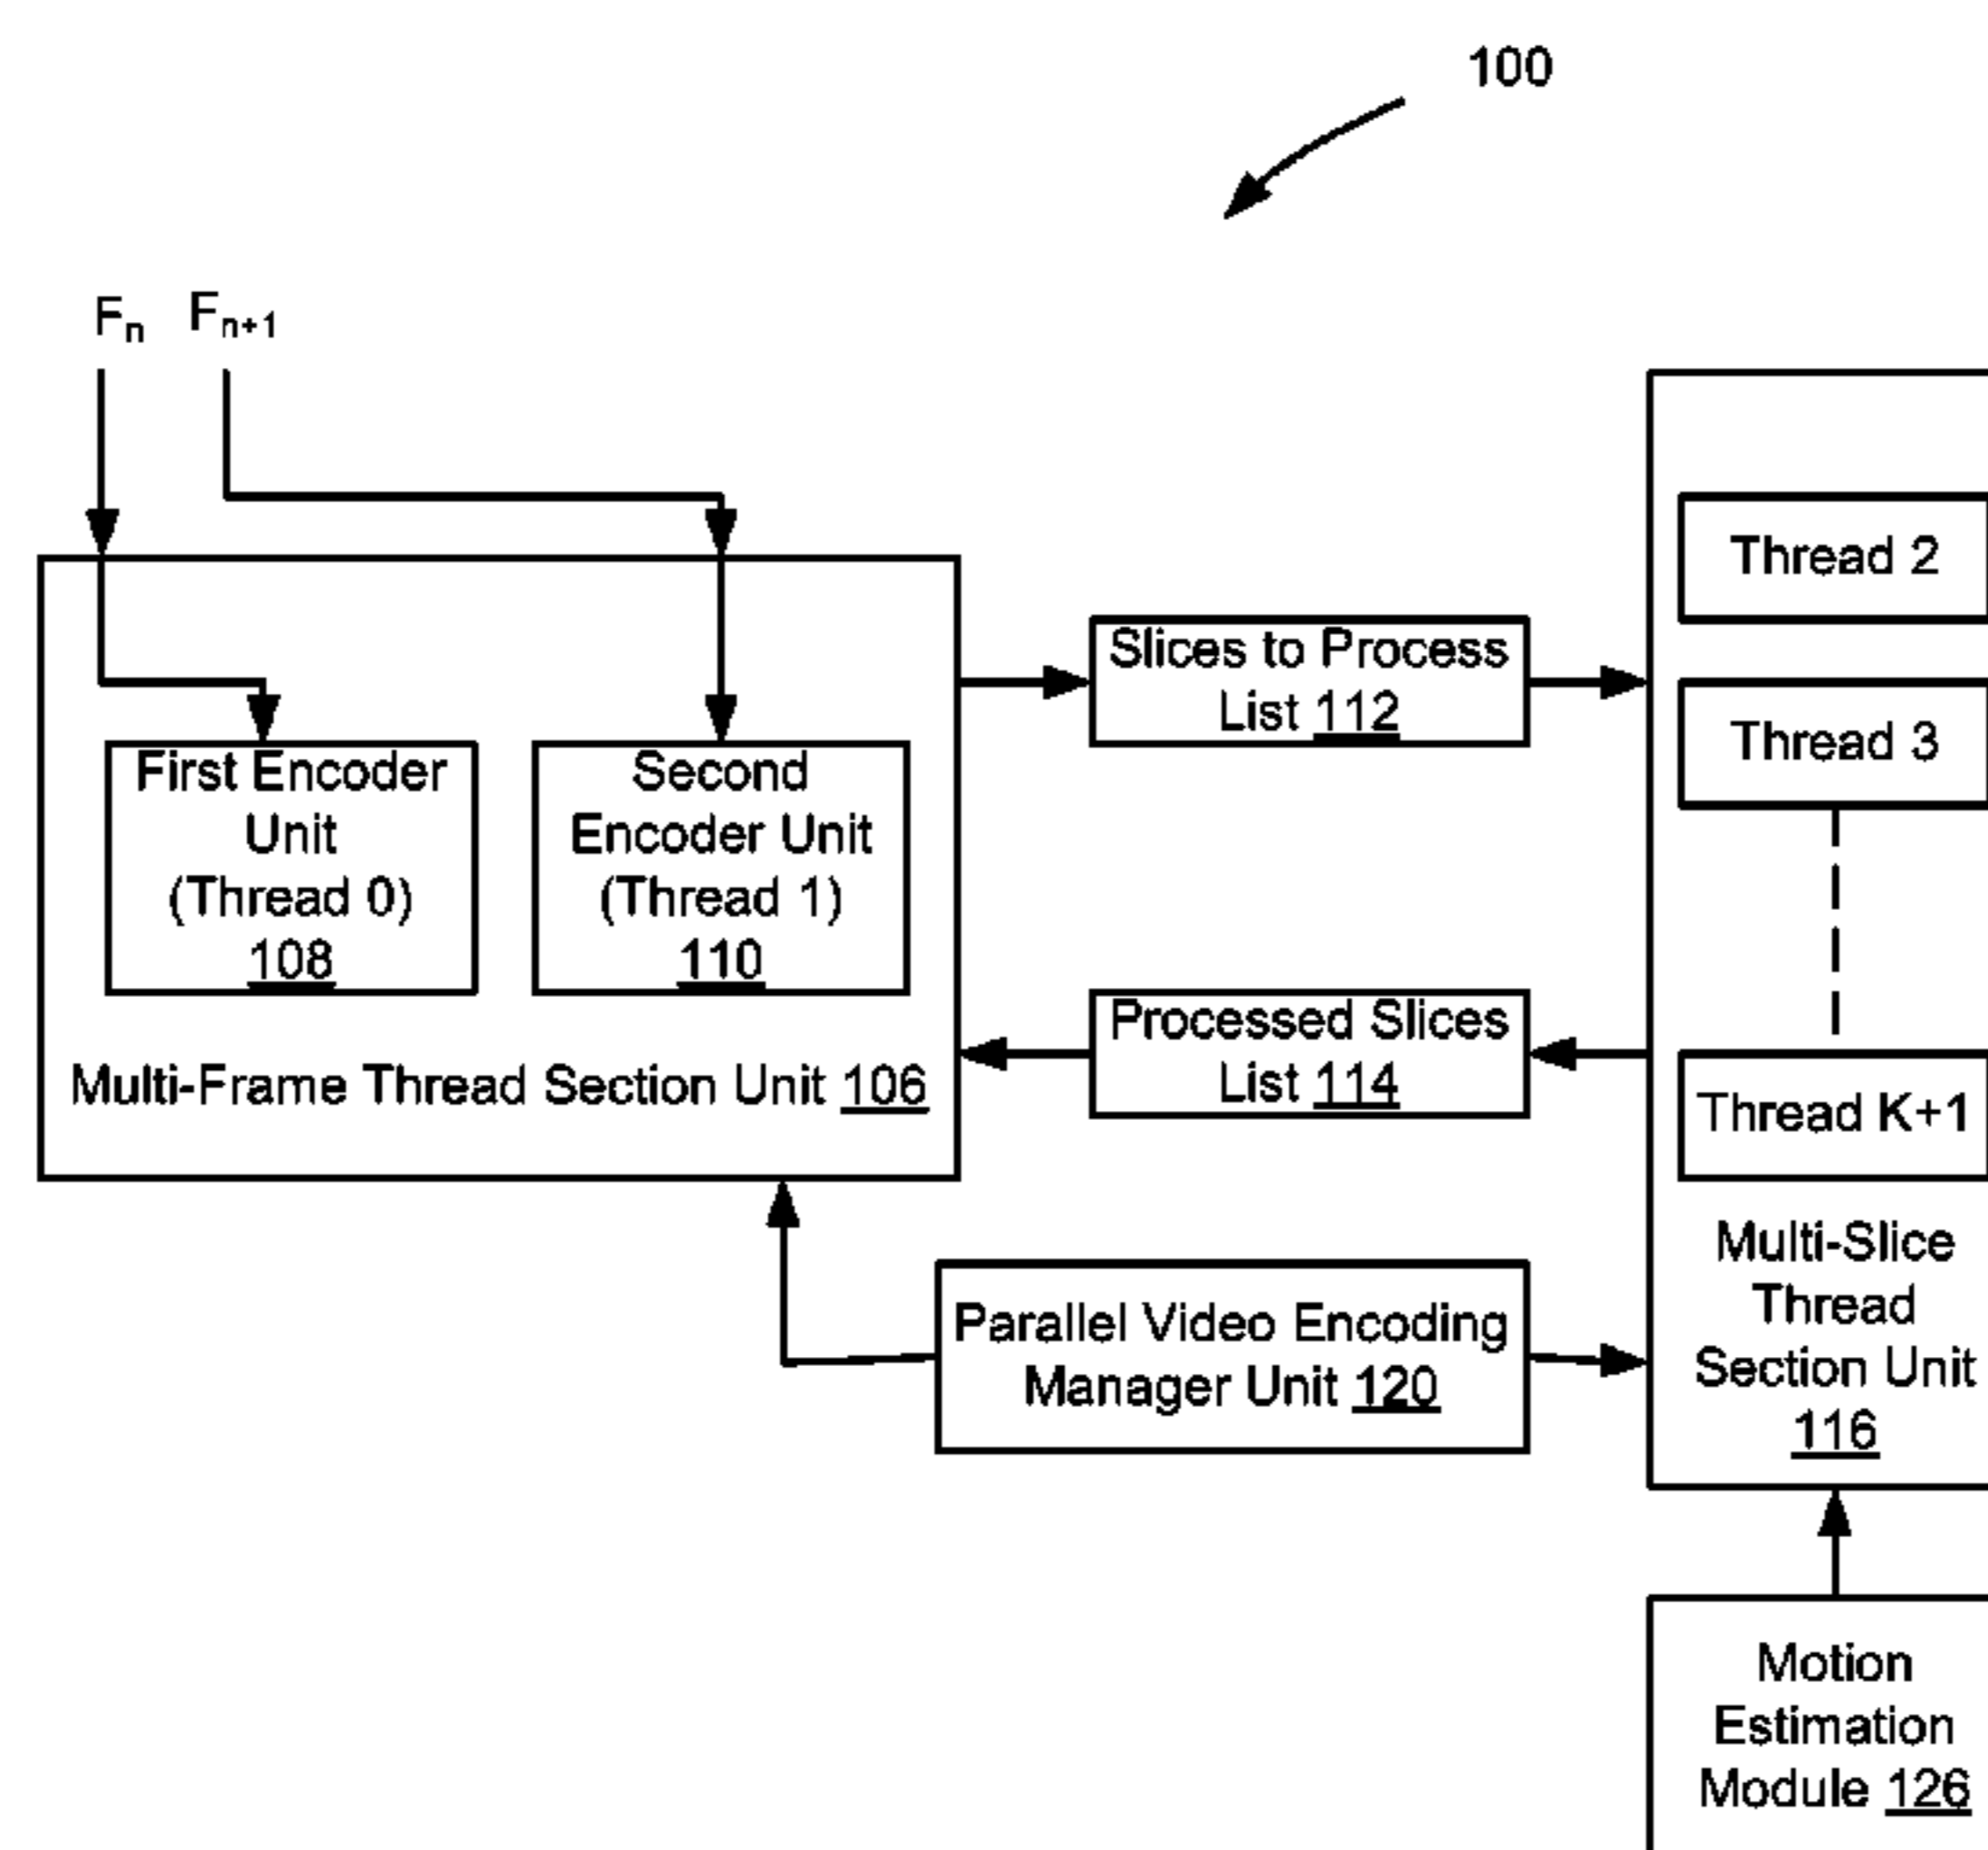 100
Fn Fn+1
Thread 2
Slices to Process
List 112
Thread 3
First Encoder
Unit
(Thread 0)
108
Second
Encoder Unit
(Thread 1)
110
Multi-Frame Thread Section Unit 106
Processed Slices
List 114
Thread K+1
Multi-Slice
Thread
Section Unit
116
Parallel Video Encoding
Manager Unit 120
Motion
Estimation
Module 126